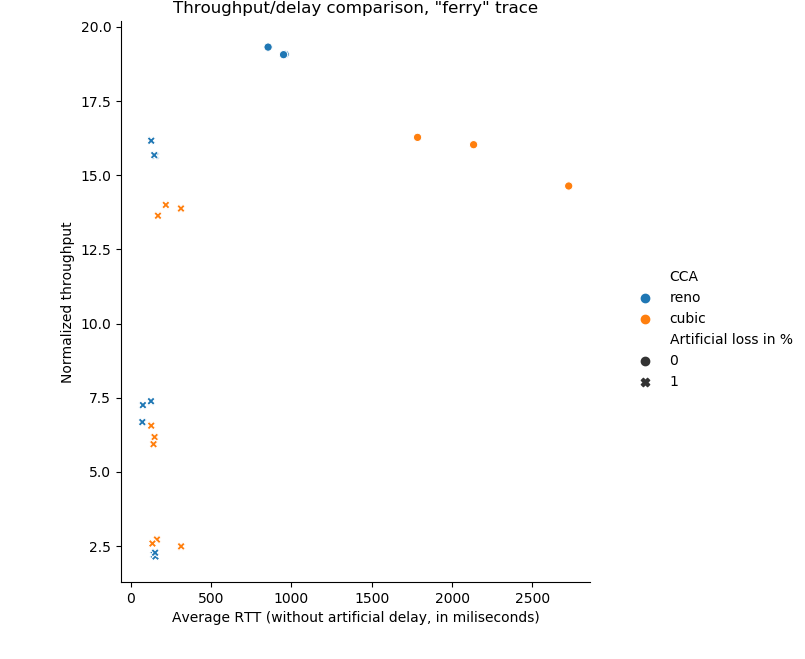 Throughput/delay comparison, "ferry" trace
20.0
17.5
15.0
12.5
10.0
7.5
5.0
2.5
Normalized throughput
0
500
1000
1500
2000
2500
Average RTT (without artificial delay, in miliseconds)
CCA
reno
cubic
Artificial loss in %
0
1